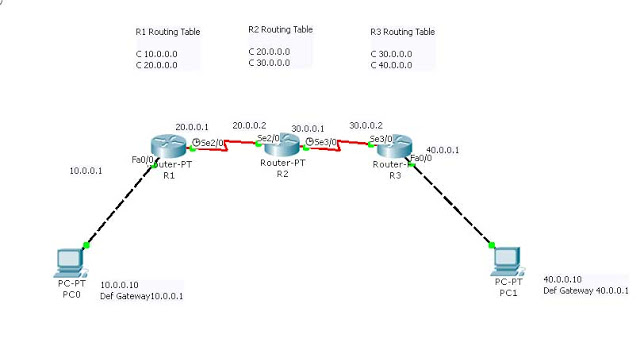 R1 Routing Table
C 10.0.0.0
C 20.0.0.0
R2 Routing Table
C 20.0.0.0
C 30.0.0.0
R3 Routing Table
C 30.0.0.0
C 40.0.0.0
20.0.0.1
20.0.0.2
30.0.0.1
30.0.0.2
Se2/0
Se2/0
Se3/0
Se3/0
40.0.0.1
Fa0/0
Fa0/0
Router-PT
R1
Router-PT
R2
Router-P
R3
10.0.0.1
PC-PT
PC0
10.0.0.10
Def Gateway10.0.0.1
PC-PT
PC1
40.0.0.10
Def Gateway 40.0.0.1